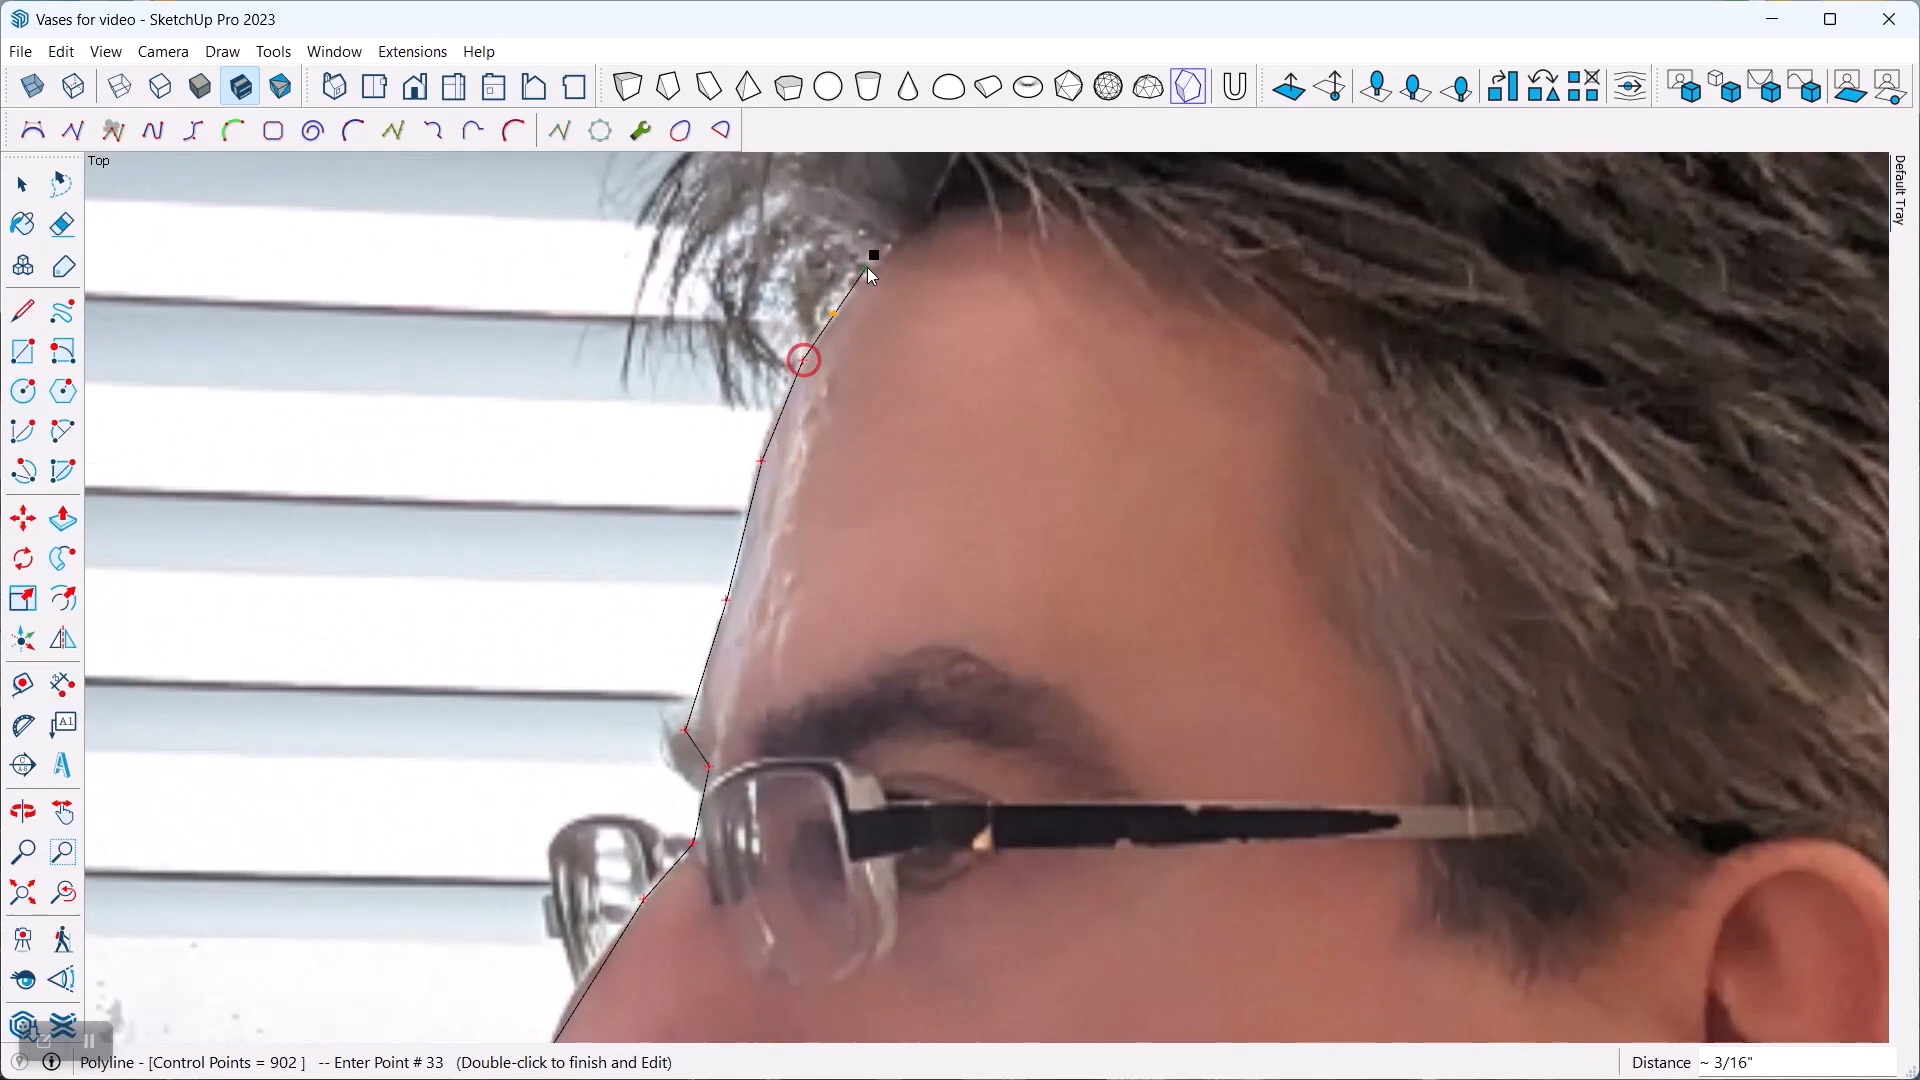 Vases for video - SketchUp Pro 2023
File Edit View Camera Draw Tools Window Extensions Help
Top
Default Tray
A1
Polyline - [Control Points = 902 ] -- Enter Point # 33 (Double-click to finish and Edit)
Distance ~ 3/16"